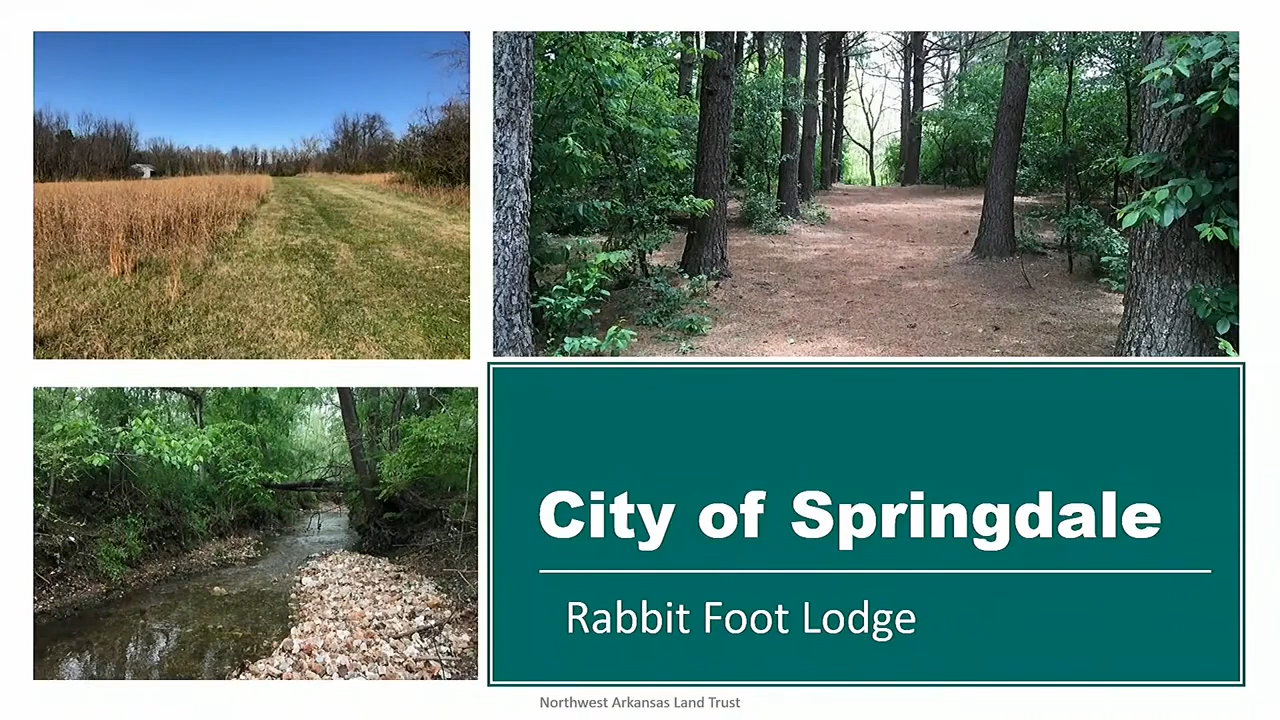 City of Springdale
Rabbit Foot Lodge
Northwest Arkansas Land Trust